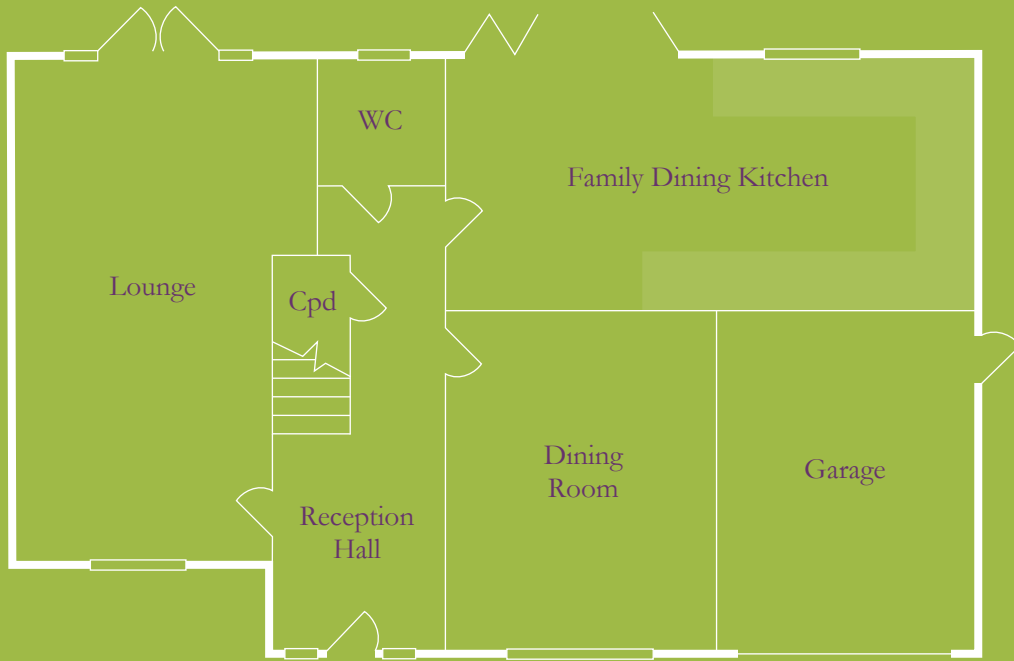 WC
Family Dining Kitchen
Lounge
Cpd
Dining
Room
Garage
Reception
Hall